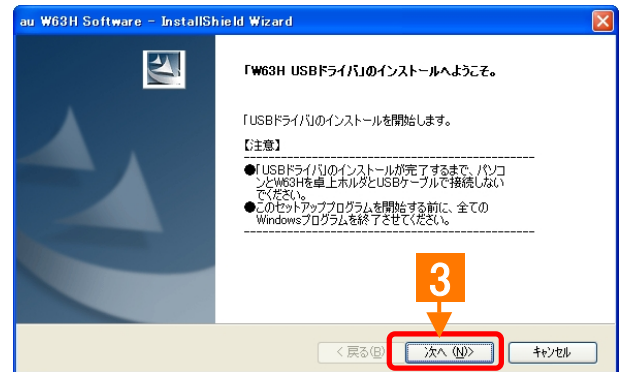 au W63H Software - InstallShield Wizard
「W63H USBドライバ」のインストールへようこそ。
「USBドライバ」のインストールを開始します。
【注意】
●「USBドライバ」のインストールが完了するまで、パソコ
ンとW63Hを卓上ホルダとUSBケーブルで接続しない
でください。
●このセットアッププログラムを開始する前に、全ての
Windowsプログラムを終了させてください。
3
< 戻る(B)
次へ (N)>
キャンセル